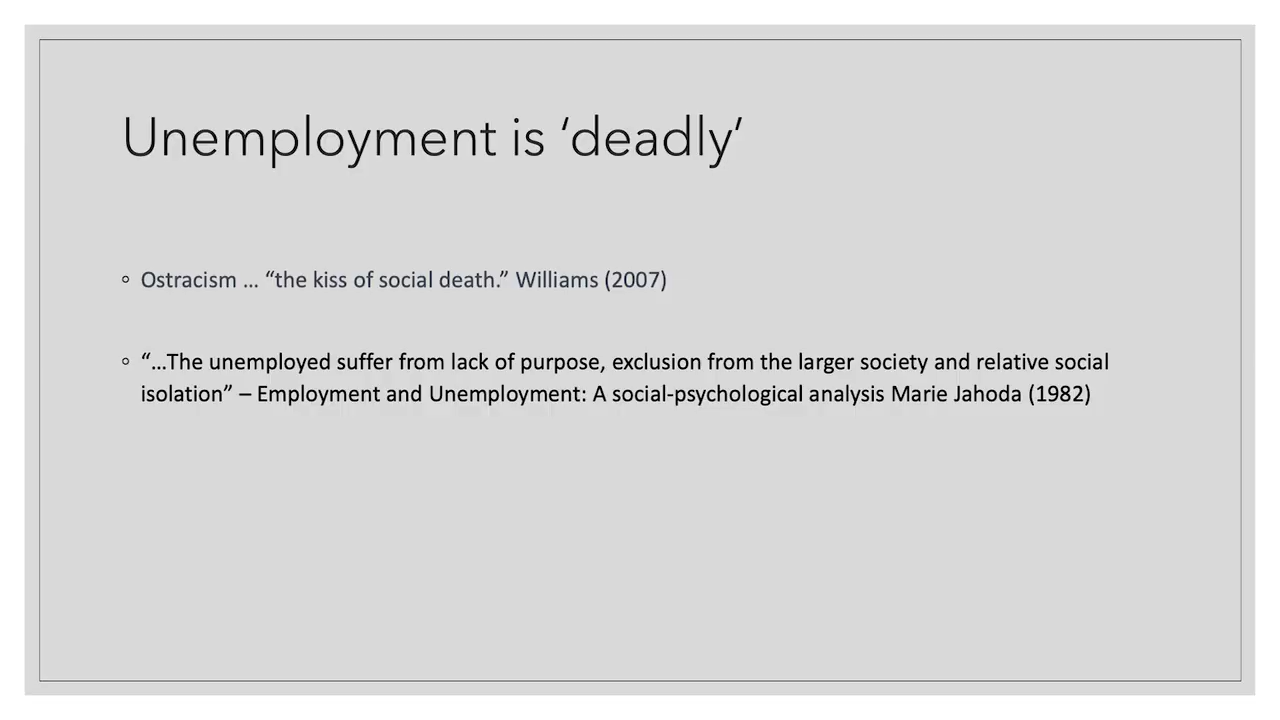 Unemployment is ‘deadly’
◦ Ostracism … “the kiss of social death.” Williams (2007)
◦ “…The unemployed suffer from lack of purpose, exclusion from the larger society and relative social
isolation” – Employment and Unemployment: A social-psychological analysis Marie Jahoda (1982)